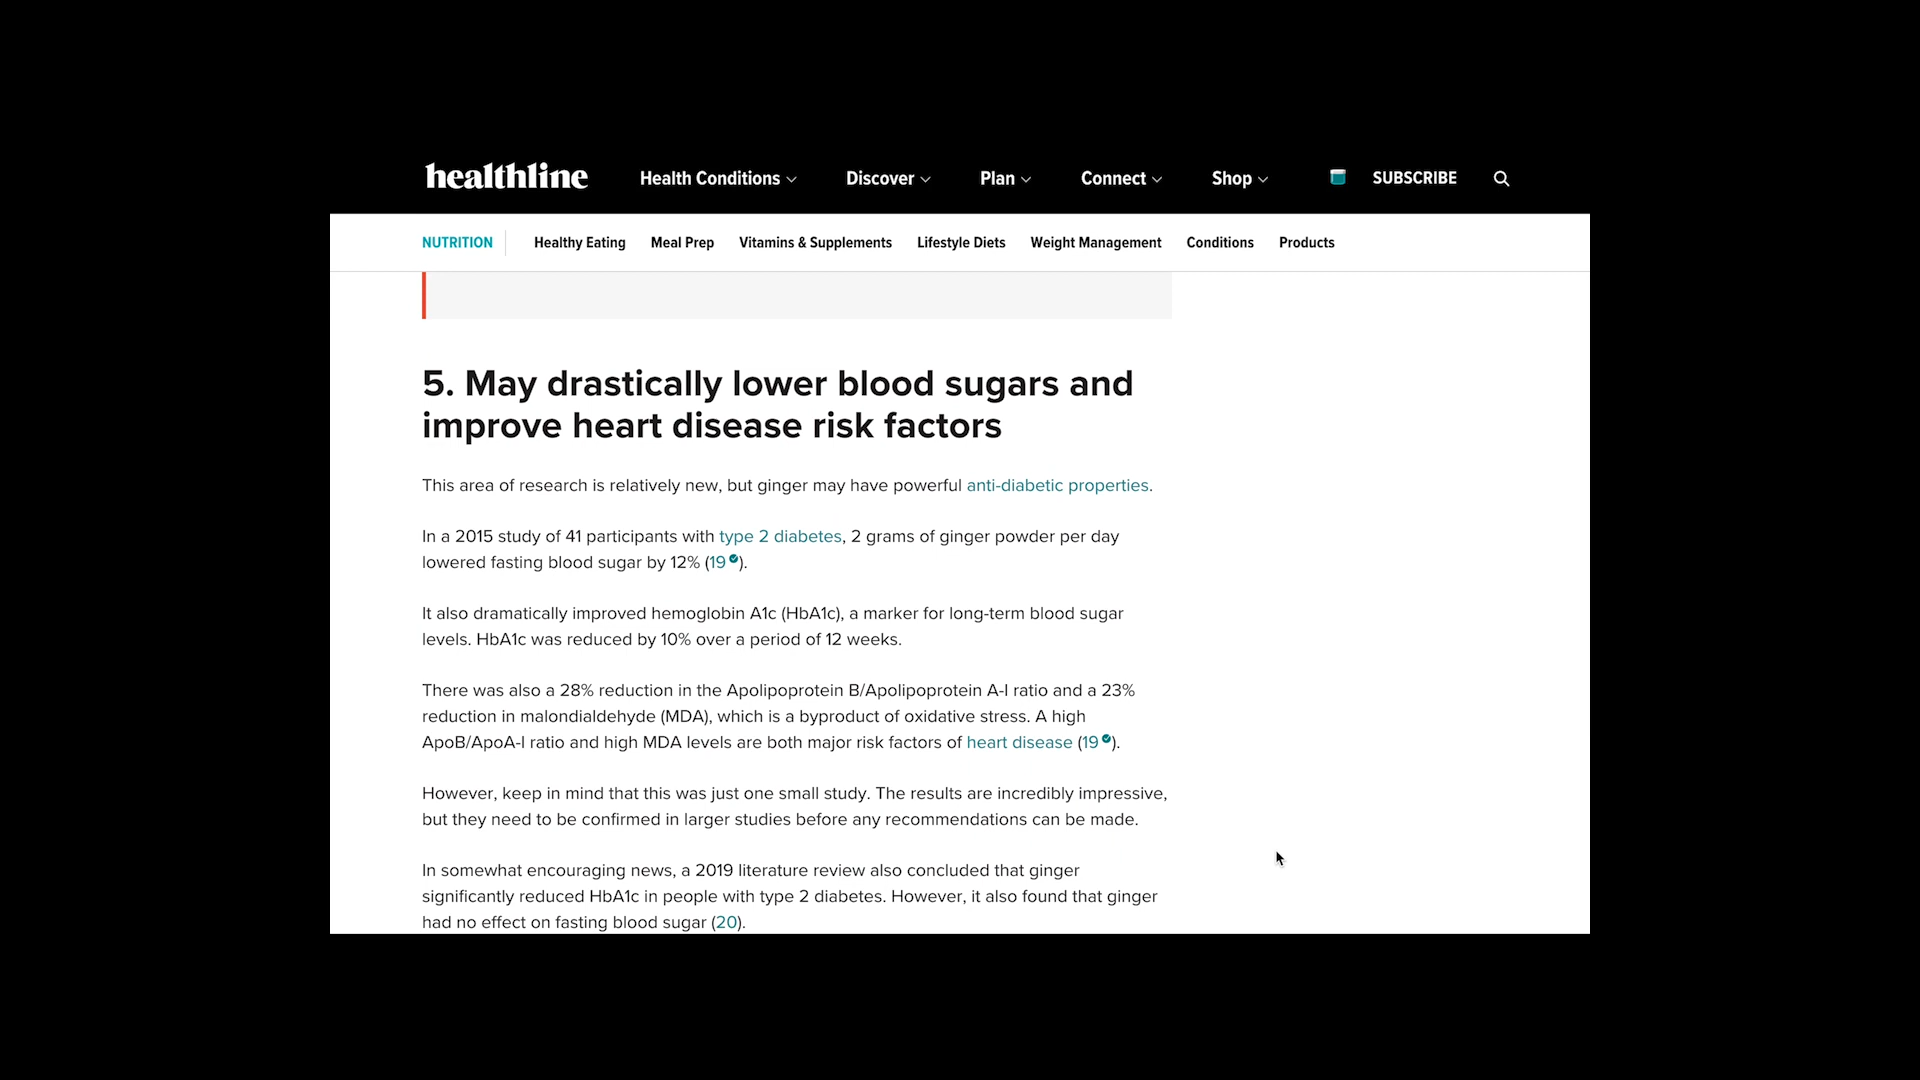 healthline Health Conditions Discover Plan Connect Shop SUBSCRIBE
NUTRITION Healthy Eating Meal Prep Vitamins & Supplements Lifestyle Diets Weight Management Conditions Products
5. May drastically lower blood sugars and
improve heart disease risk factors
This area of research is relatively new, but ginger may have powerful anti-diabetic properties.
In a 2015 study of 41 participants with type 2 diabetes, 2 grams of ginger powder per day
lowered fasting blood sugar by 12% (19).
It also dramatically improved hemoglobin A1c (HbA1c), a marker for long-term blood sugar
levels. HbA1c was reduced by 10% over a period of 12 weeks.
There was also a 28% reduction in the Apolipoprotein B/Apolipoprotein A-I ratio and a 23%
reduction in malondialdehyde (MDA), which is a byproduct of oxidative stress. A high
ApoB/ApoA-I ratio and high MDA levels are both major risk factors of heart disease (19).
However, keep in mind that this was just one small study. The results are incredibly impressive,
but they need to be confirmed in larger studies before any recommendations can be made.
In somewhat encouraging news, a 2019 literature review also concluded that ginger
significantly reduced HbA1c in people with type 2 diabetes. However, it also found that ginger
had no effect on fasting blood sugar (20).